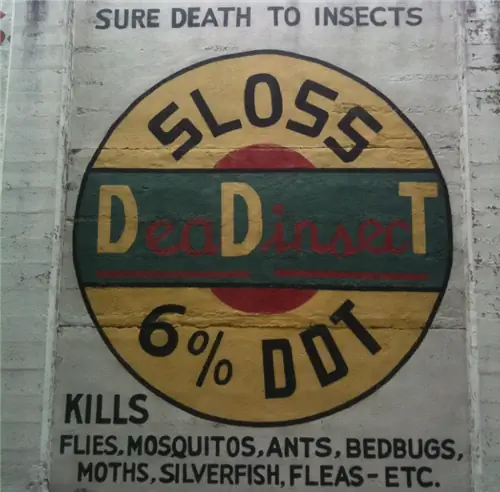 SURE DEATH TO INSECTS
SLOSS
DeaDinsecT
6% DDT
KILLS
FLIES, MOSQUITOS, ANTS, BEDBUGS,
MOTHS, SILVERFISH, FLEAS - ETC.